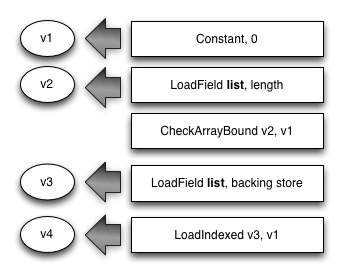 v1 Constant, 0
v2 LoadField list, length
CheckArrayBound v2, v1
v3 LoadField list, backing store
v4 LoadIndexed v3, v1